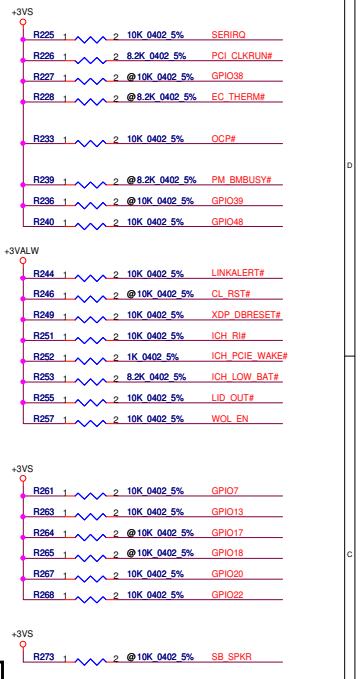 +3VS
R225 1 2 10K_0402_5% SERIRQ
R226 1 2 8.2K_0402_5% PCI_CLKRUN#
R227 1 2 @10K_0402_5% GPIO38
R228 1 2 @8.2K_0402_5% EC_THERM#
R233 1 2 10K_0402_5% OCP#
D
R239 1 2 @8.2K_0402_5% PM_BMBUSY#
R236 1 2 @10K_0402_5% GPIO39
R240 1 2 10K_0402_5% GPIO48
+3VALW
R244 1 2 10K_0402_5% LINKALERT#
R246 1 2 @10K_0402_5% CL_RST#
R249 1 2 10K_0402_5% XDP_DBRESET#
R251 1 2 10K_0402_5% ICH_RI#
R252 1 2 1K_0402_5% ICH_PCIE_WAKE#
R253 1 2 8.2K_0402_5% ICH_LOW_BAT#
R255 1 2 10K_0402_5% LID_OUT#
R257 1 2 10K_0402_5% WOL_EN
+3VS
R261 1 2 10K_0402_5% GPIO7
R263 1 2 10K_0402_5% GPIO13
R264 1 2 @10K_0402_5% GPIO17
R265 1 2 @10K_0402_5% GPIO18
C
R267 1 2 10K_0402_5% GPIO20
R268 1 2 10K_0402_5% GPIO22
+3VS
R273 1 2 @10K_0402_5% SB_SPKR